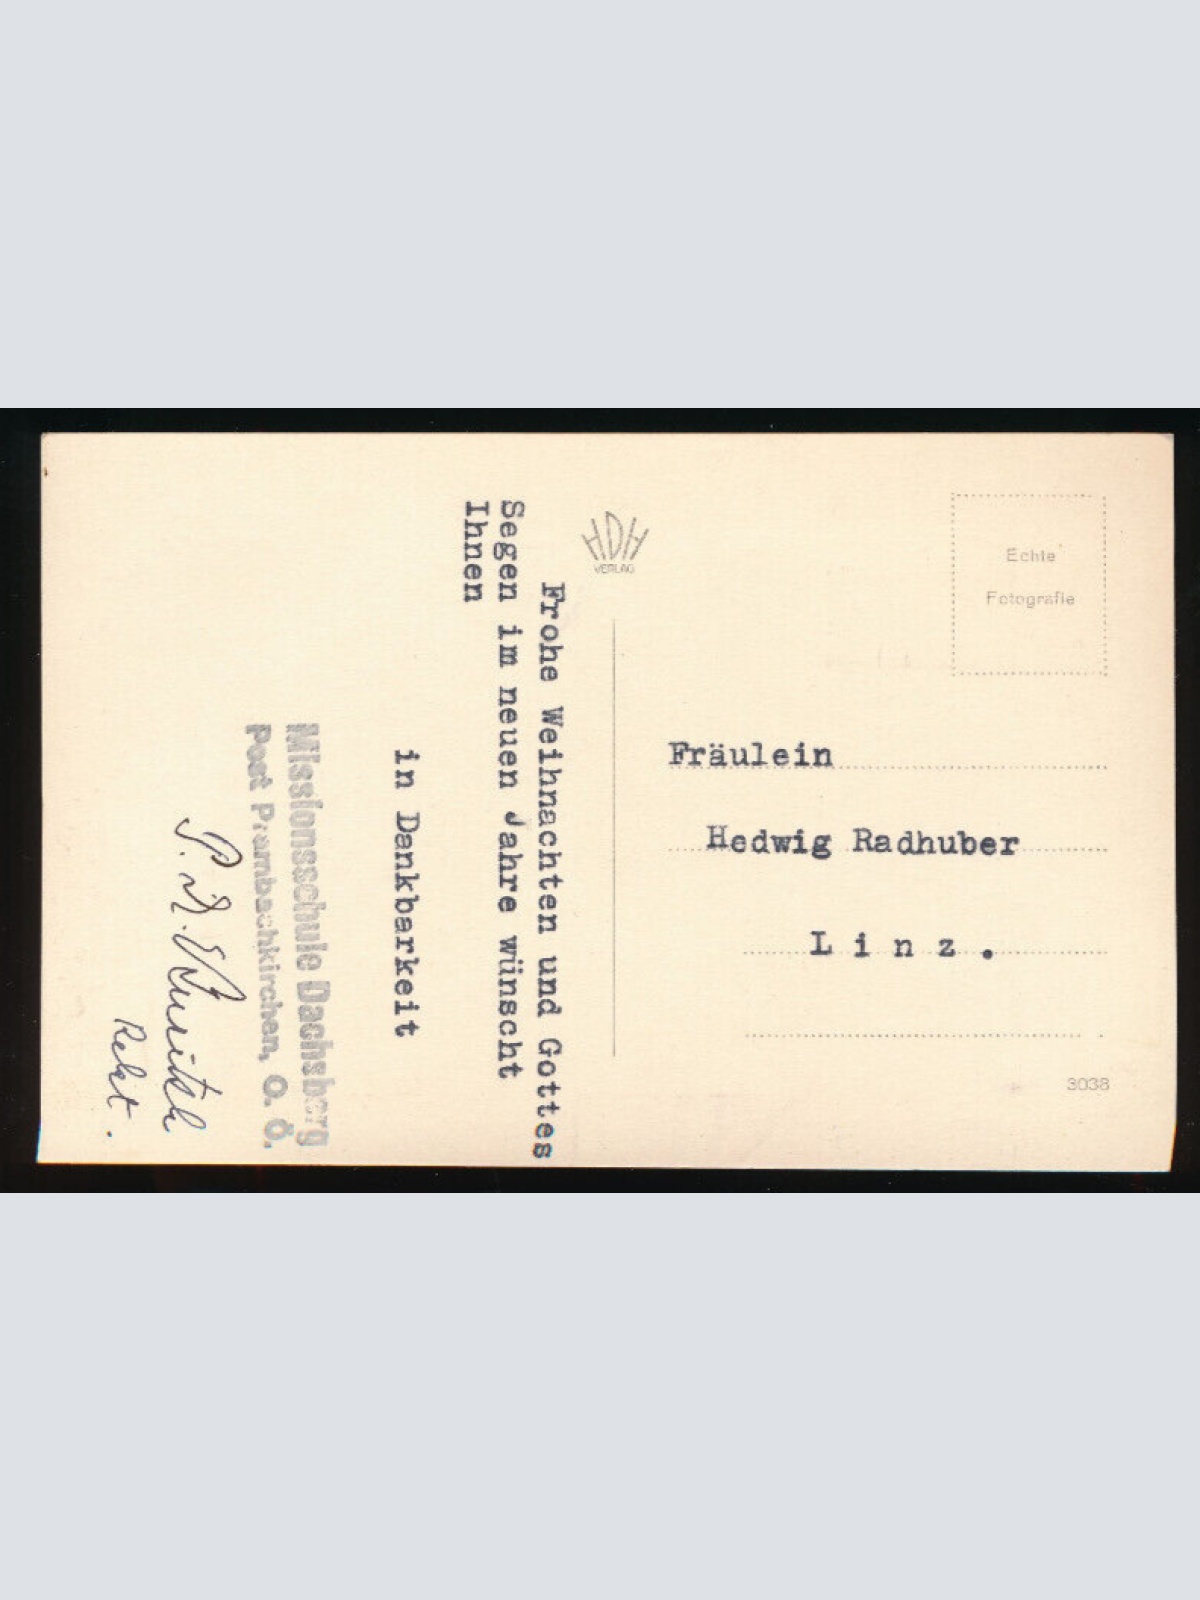 Frohe Weihnachten und Gottes
Segen im neuen Jahre wünscht
Ihnen
in Dankbarkeit
Missionsschule Dachsberg
Post Prambachkirchen, O. Ö.
P. A.
Rekt.
HDH
VERLAG
Echte
Fotografie
Fräulein
Hedwig Radhuber
Linz.
3038